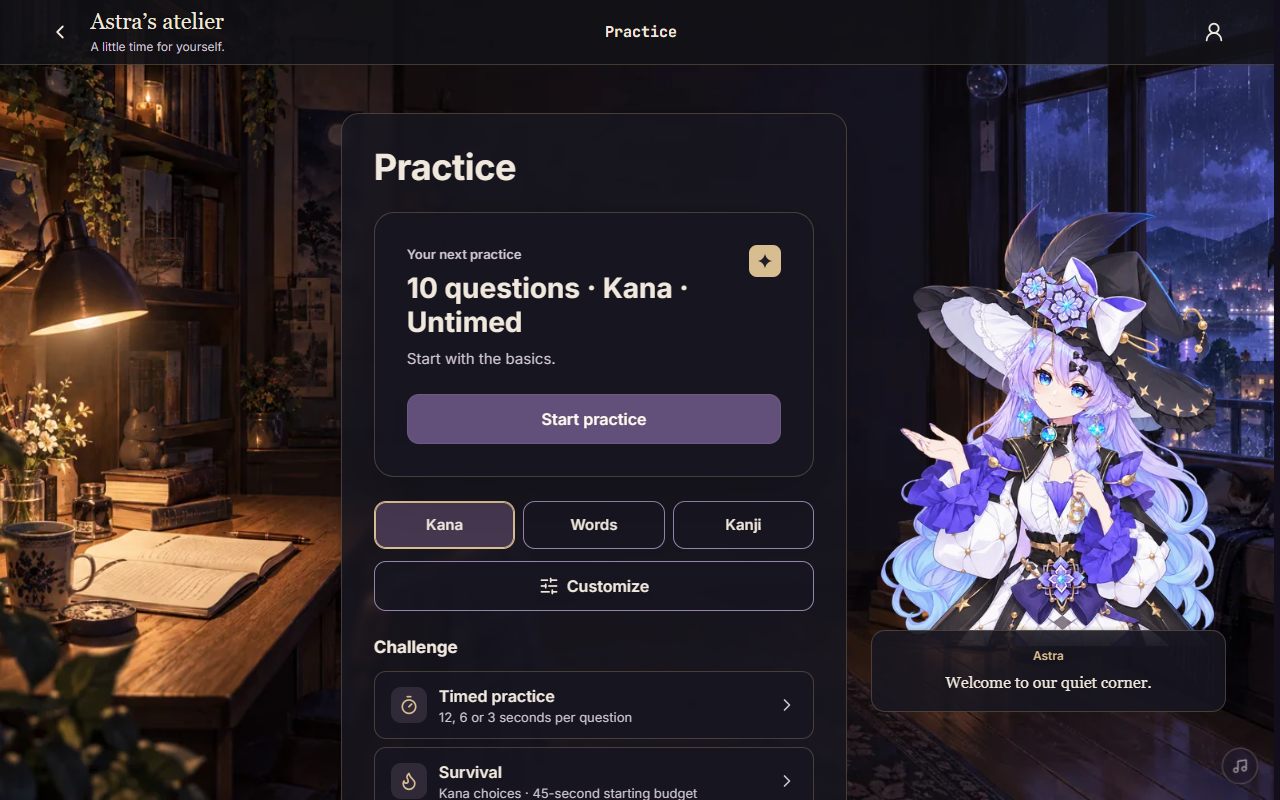 Astra’s atelier
A little time for yourself.
Practice
Practice
Your next practice
10 questions · Kana ·
Untimed
Start with the basics.
Start practice
Kana
Words
Kanji
Customize
Challenge
Timed practice
12, 6 or 3 seconds per question
Survival
Kana choices · 45-second starting budget
Astra
Welcome to our quiet corner.